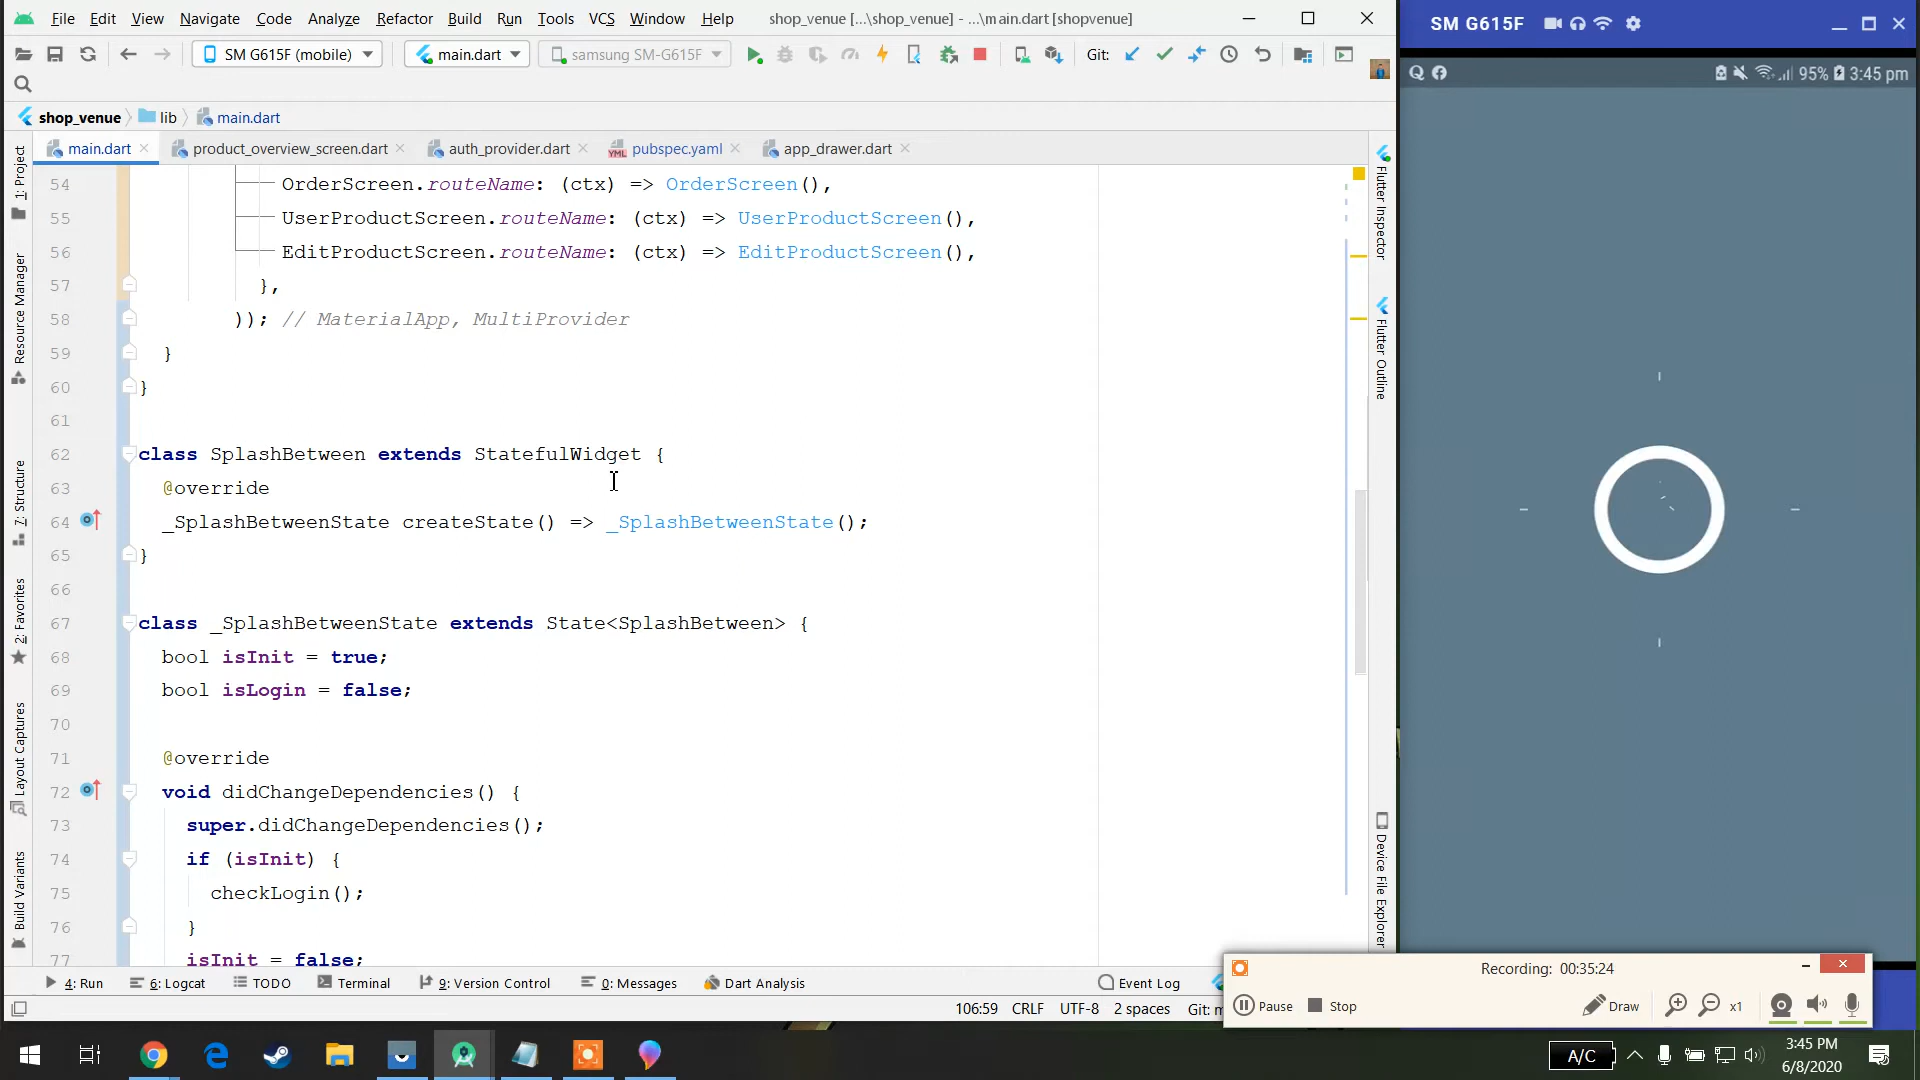 File Edit View Navigate Code Analyze Refactor Build Run Tools VCS Window Help shop_venue [...\shop_venue] - ...\main.dart [shopvenue]
SM G615F (mobile) main.dart samsung SM-G615F Git:
shop_venue lib main.dart
main.dart product_overview_screen.dart auth_provider.dart pubspec.yaml app_drawer.dart
54 OrderScreen.routeName: (ctx) => OrderScreen(),
55 UserProductScreen.routeName: (ctx) => UserProductScreen(),
56 EditProductScreen.routeName: (ctx) => EditProductScreen(),
57 },
58 )); // MaterialApp, MultiProvider
59 }
60 }
61
62 class SplashBetween extends StatefulWidget {
63 @override
64 _SplashBetweenState createState() => _SplashBetweenState();
65 }
66
67 class _SplashBetweenState extends State<SplashBetween> {
68 bool isInit = true;
69 bool isLogin = false;
70
71 @override
72 void didChangeDependencies() {
73 super.didChangeDependencies();
74 if (isInit) {
75 checkLogin();
76 }
77 isInit = false;
1: Project
Resource Manager
7: Structure
2: Favorites
Layout Captures
Build Variants
Flutter Inspector
Flutter Outline
Device File Explorer
4: Run 6: Logcat TODO Terminal 9: Version Control 0: Messages Dart Analysis Event Log
106:59 CRLF UTF-8 2 spaces Git: m
SM G615F
95% 3:45 pm
Recording: 00:35:24
Pause Stop Draw x1
A/C
3:45 PM
6/8/2020